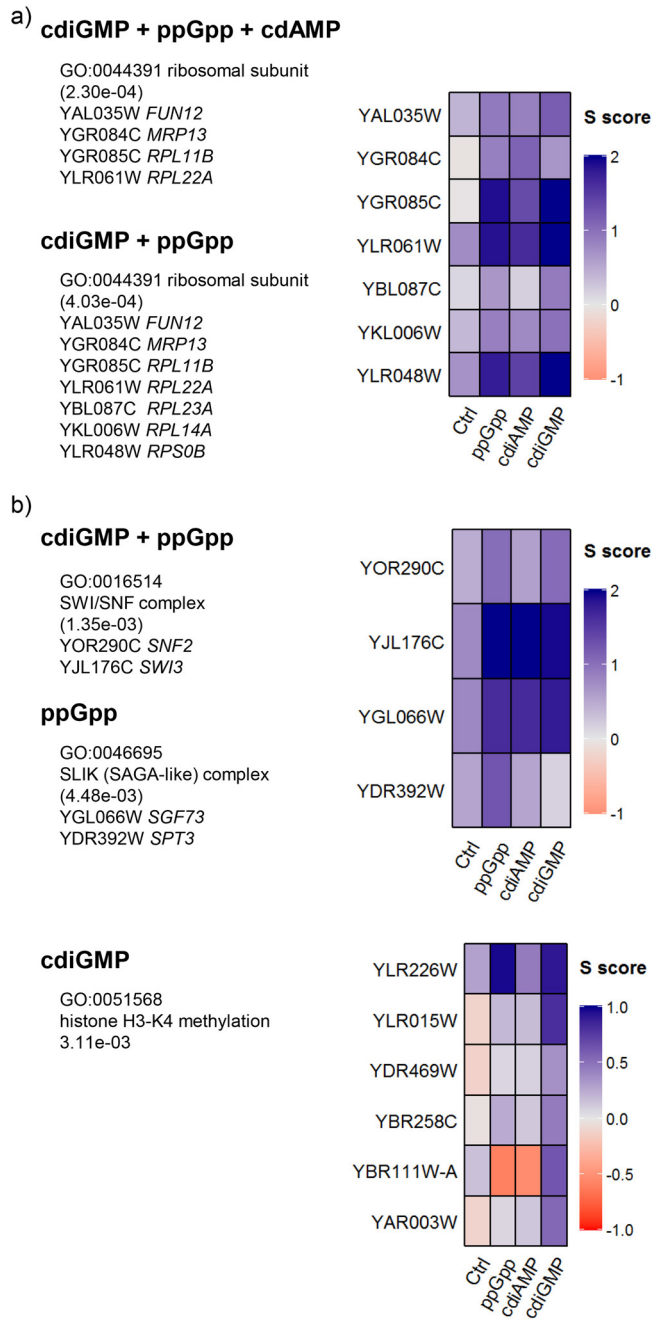 a)
cdiGMP + ppGpp + cdAMP
GO:0044391 ribosomal subunit
(2.30e-04)
YAL035W FUN12
YGR084C MRP13
YGR085C RPL11B
YLR061W RPL22A
cdiGMP + ppGpp
GO:0044391 ribosomal subunit
(4.03e-04)
YAL035W FUN12
YGR084C MRP13
YGR085C RPL11B
YLR061W RPL22A
YBL087C RPL23A
YKL006W RPL14A
YLR048W RPS0B
YAL035W
YGR084C
YGR085C
YLR061W
YBL087C
YKL006W
YLR048W
Ctrl
ppGpp
cdiAMP
cdiGMP
S score
2
1
0
-1
b)
cdiGMP + ppGpp
GO:0016514
SWI/SNF complex
(1.35e-03)
YOR290C SNF2
YJL176C SWI3
ppGpp
GO:0046695
SLIK (SAGA-like) complex
(4.48e-03)
YGL066W SGF73
YDR392W SPT3
YOR290C
YJL176C
YGL066W
YDR392W
Ctrl
ppGpp
cdiAMP
cdiGMP
S score
2
1
0
-1
cdiGMP
GO:0051568
histone H3-K4 methylation
3.11e-03
YLR226W
YLR015W
YDR469W
YBR258C
YBR111W-A
YAR003W
Ctrl
ppGpp
cdiAMP
cdiGMP
S score
1.0
0.5
0.0
-0.5
-1.0